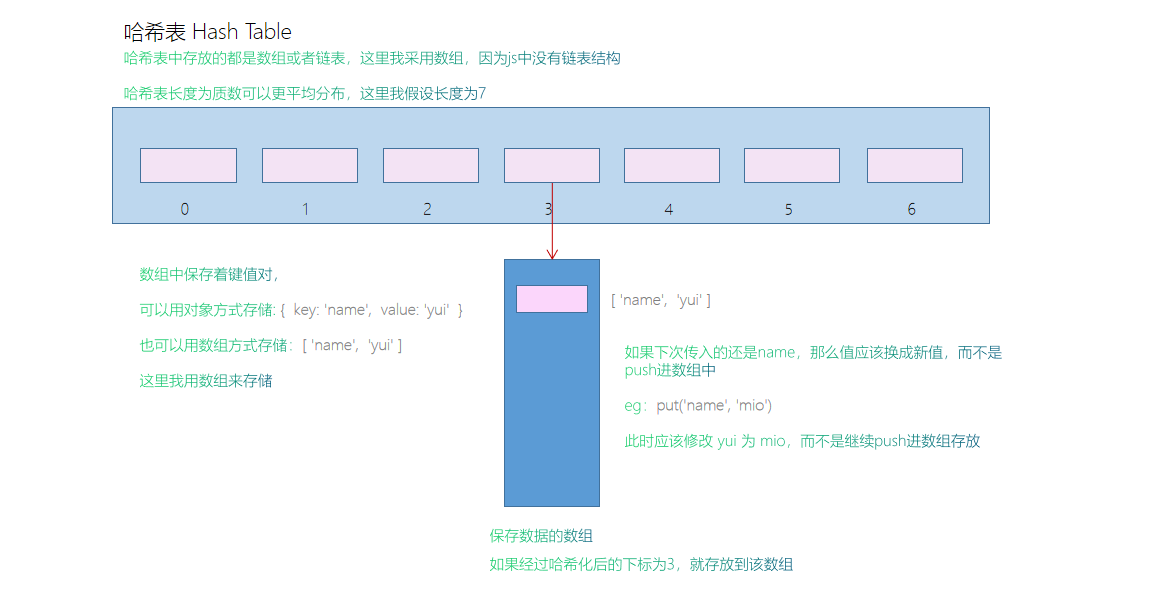 哈希表 Hash Table
哈希表中存放的都是数组或者链表，这里我采用数组，因为js中没有链表结构
哈希表长度为质数可以更平均分布，这里我假设长度为7
0 1 2 3 4 5 6
数组中保存着键值对，
可以用对象方式存储: { key: 'name', value: 'yui' }
也可以用数组方式存储：[ 'name', 'yui' ]
这里我用数组来存储
[ 'name', 'yui' ]
如果下次传入的还是name，那么值应该换成新值，而不是
push进数组中
eg：put('name', 'mio')
此时应该修改 yui 为 mio，而不是继续push进数组存放
保存数据的数组
如果经过哈希化后的下标为3，就存放到该数组